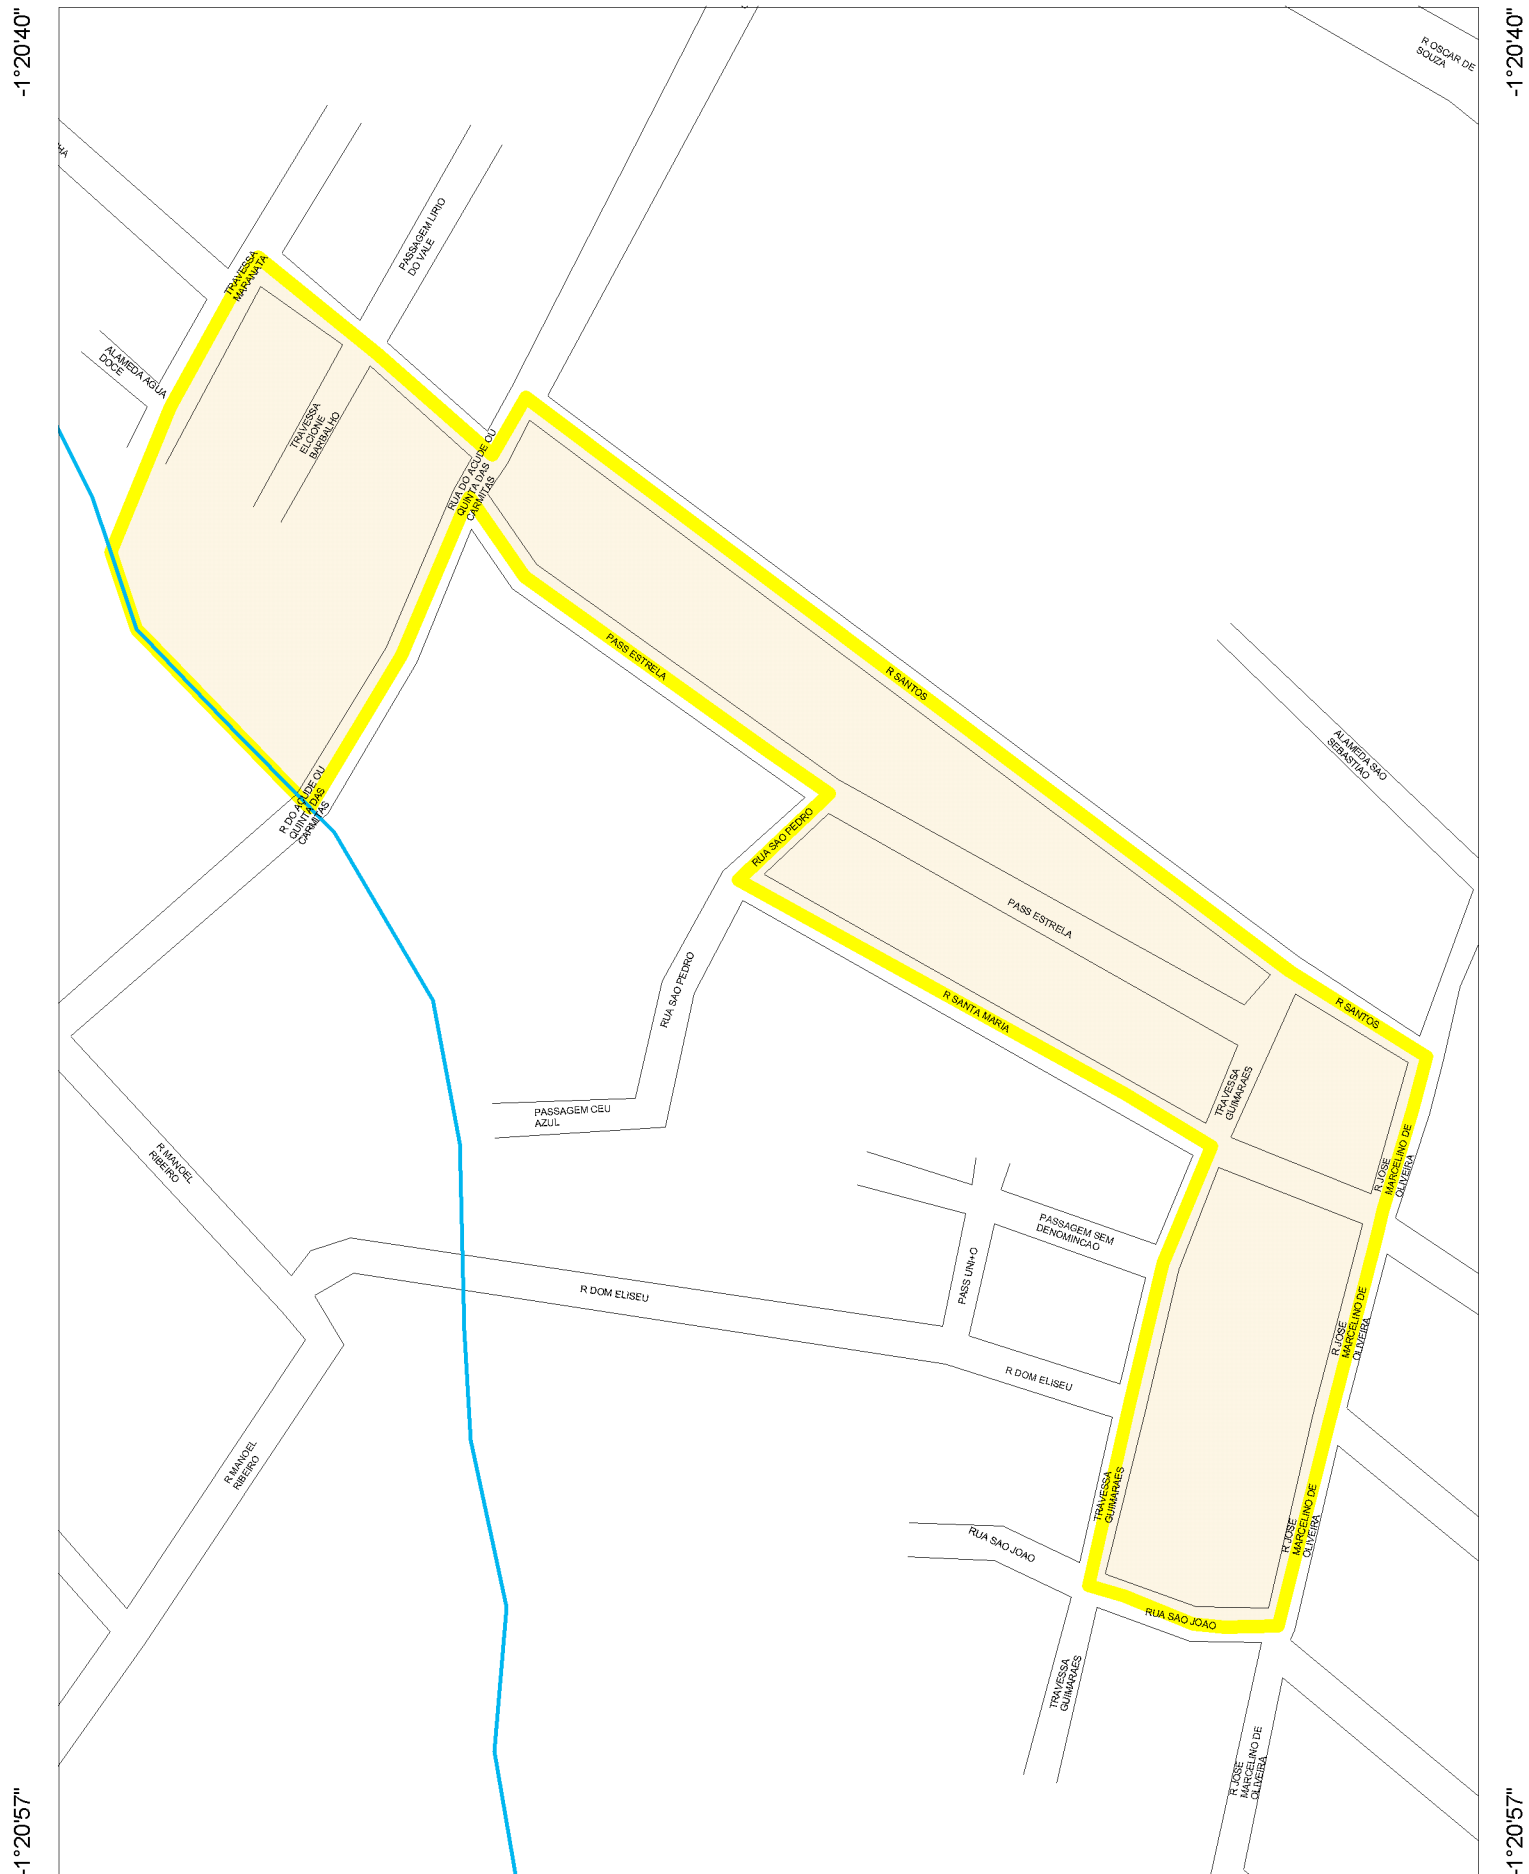 -1°20'40"
-1°20'40"
R OSCAR DE
SOUZA
HA
PASSAGEM LIRIO
DO VALE
TRAVESSA
MARANATA
ALAMEDA AGUA
DOCE
TRAVESSA
ELCIONE
BARBALHO
RUA DO ACUDE OU
QUINTA DAS
CARMITAS
PASS ESTRELA
R SANTOS
ALAMEDA SAO
SEBASTIAO
R DO ACUDE OU
QUINTA DAS
CARMITAS
RUA SAO PEDRO
PASS ESTRELA
RUA SAO PEDRO
R SANTA MARIA
R SANTOS
TRAVESSA
GUIMARAES
PASSAGEM CEU
AZUL
R MANOEL
RIBEIRO
R JOSE
MARCELINO DE
OLIVEIRA
PASSAGEM SEM
DENOMINCAO
PASS UNI+O
R DOM ELISEU
R JOSE
MARCELINO DE
OLIVEIRA
R DOM ELISEU
R MANOEL
RIBEIRO
TRAVESSA
GUIMARAES
R JOSE
MARCELINO DE
OLIVEIRA
RUA SAO JOAO
RUA SAO JOAO
TRAVESSA
GUIMARAES
R JOSE
MARCELINO DE
OLIVEIRA
-1°20'57"
-1°20'57"